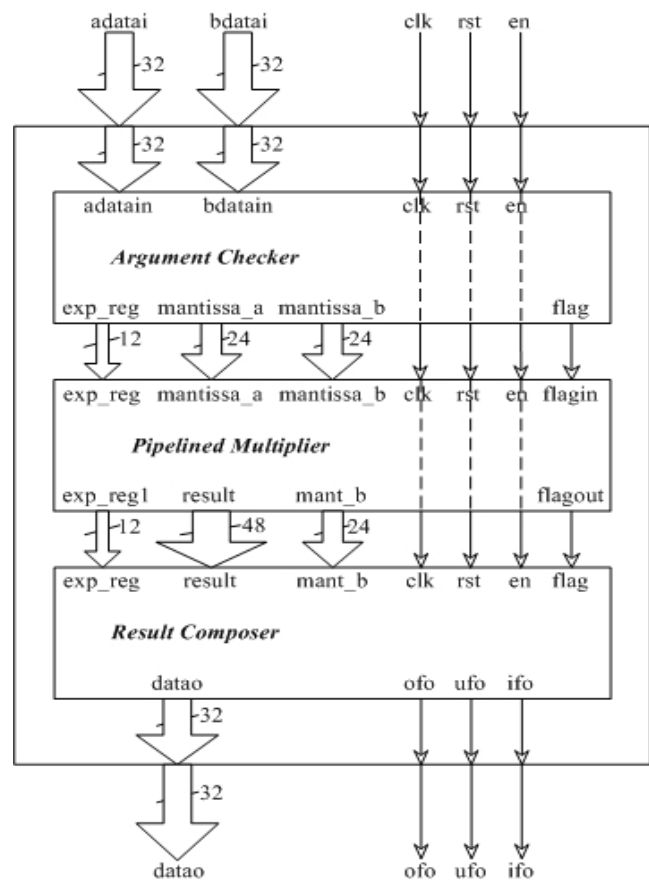 adatai bdatai clk rst en
32 32
32 32
adatain bdatain clk rst en
Argument Checker
exp_reg mantissa_a mantissa_b flag
12 24 24
exp_reg mantissa_a mantissa_b clk rst en flagin
Pipelined Multiplier
exp_reg1 result mant_b flagout
12 48 24
exp_reg result mant_b clk rst en flag
Result Composer
datao ofo ufo ifo
32
32
datao ofo ufo ifo